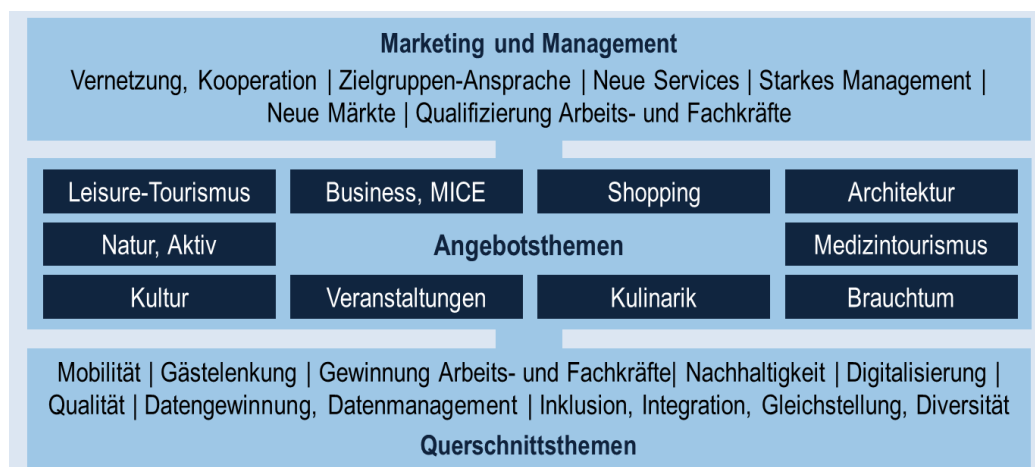 Marketing und Management
Vernetzung, Kooperation | Zielgruppen-Ansprache | Neue Services | Starkes Management |
Neue Märkte | Qualifizierung Arbeits- und Fachkräfte
Leisure-Tourismus
Business, MICE
Shopping
Architektur
Natur, Aktiv
Angebotsthemen
Medizintourismus
Kultur
Veranstaltungen
Kulinarik
Brauchtum
Mobilität | Gästelenkung | Gewinnung Arbeits- und Fachkräfte| Nachhaltigkeit | Digitalisierung |
Qualität | Datengewinnung, Datenmanagement | Inklusion, Integration, Gleichstellung, Diversität
Querschnittsthemen